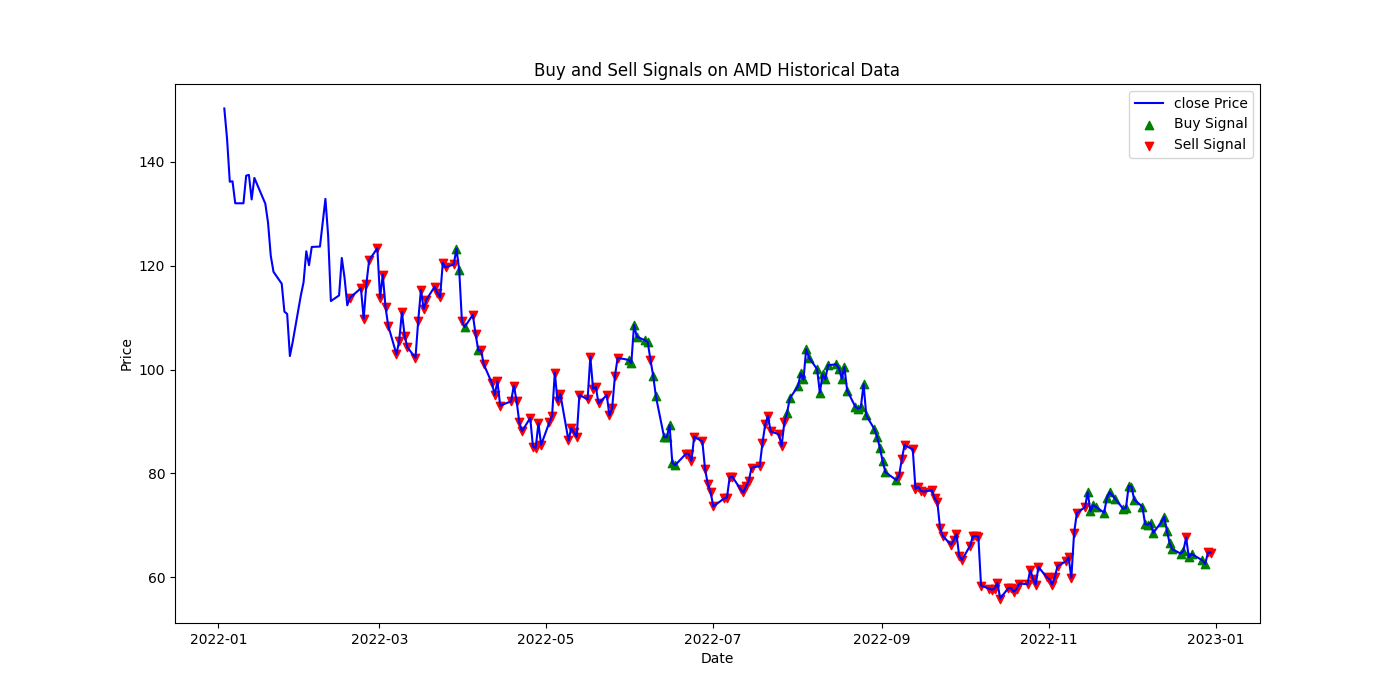 Buy and Sell Signals on AMD Historical Data
close Price
Buy Signal
Sell Signal
Price
140
120
100
80
60
2022-01 2022-03 2022-05 2022-07 2022-09 2022-11 2023-01
Date